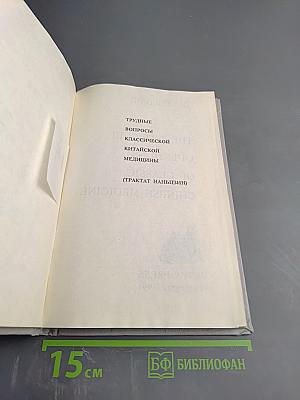 ТРУДНЫЕ
ВОПРОСЫ
КЛАССИЧЕСКОЙ
КИТАЙСКОЙ
МЕДИЦИНЫ
(ТРАКТАТ НАНЬЦЗИН)
15 СМ
БФ БИБЛИОФАН